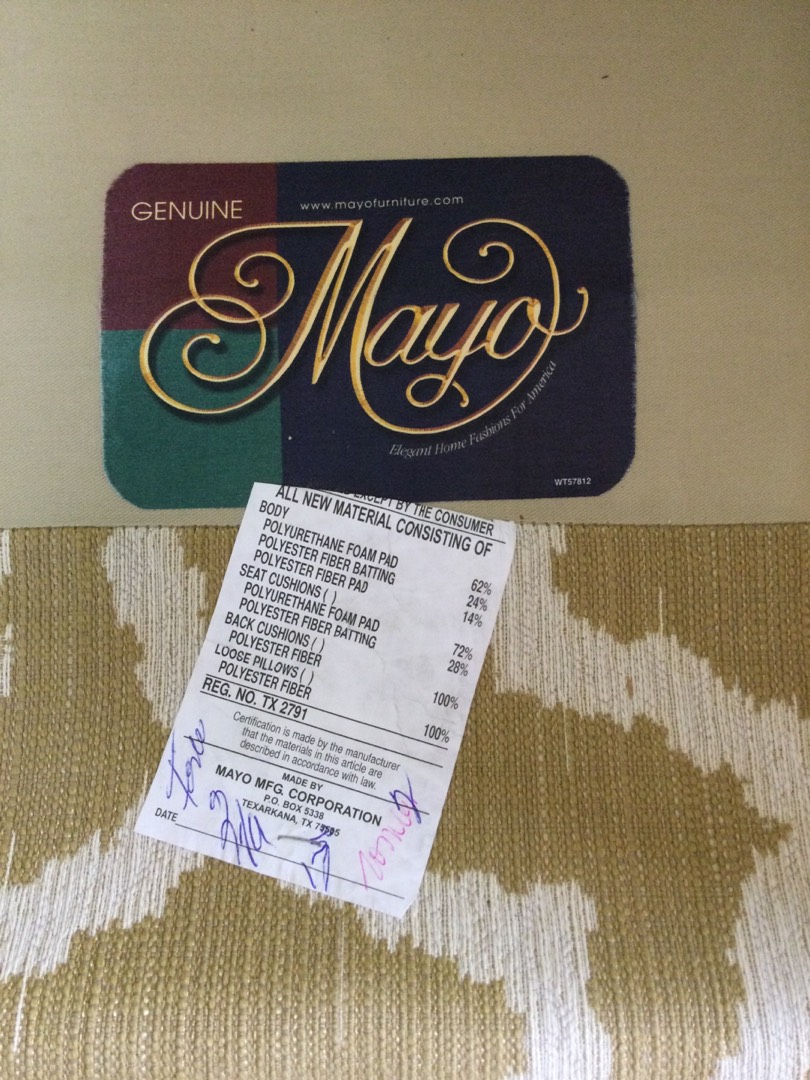 GENUINE
www.mayofurniture.com
Mayo
Elegant Home Fashions For America
WT57812
EXCEPT BY THE CONSUMER
ALL NEW MATERIAL CONSISTING OF
BODY
POLYURETHANE FOAM PAD 62%
POLYESTER FIBER BATTING 24%
POLYESTER FIBER PAD 14%
SEAT CUSHIONS ( )
POLYURETHANE FOAM PAD 72%
POLYESTER FIBER BATTING 28%
BACK CUSHIONS ( )
POLYESTER FIBER 100%
LOOSE PILLOWS ( )
POLYESTER FIBER 100%
REG. NO. TX 2791
Certification is made by the manufacturer
that the materials in this article are
described in accordance with law.
MADE BY
MAYO MFG. CORPORATION
P.O. BOX 5338
TEXARKANA, TX
DATE